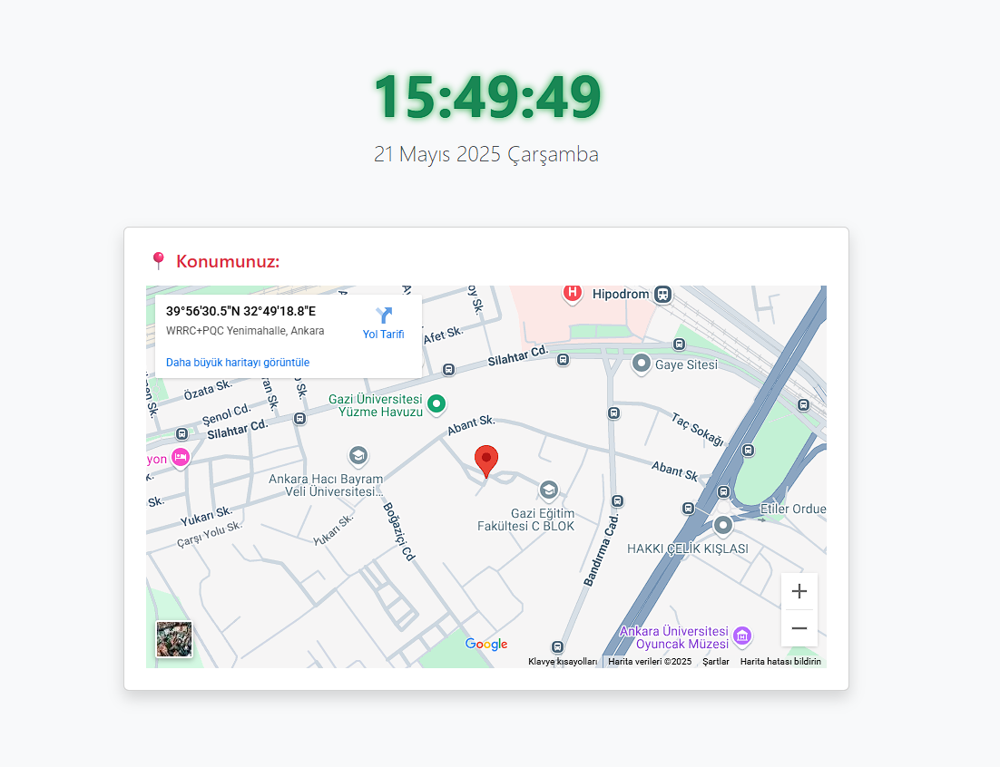 15:49:49
21 Mayıs 2025 Çarşamba
Konumunuz:
39°56'30.5"N 32°49'18.8"E
WRRC+PQC Yenimahalle, Ankara
Yol Tarifi
Daha büyük haritayı görüntüle
Hipodrom
H
Afet Sk.
Silahtar Cd.
Gaye Sitesi
Özata Sk.
Gazi Üniversitesi
Yüzme Havuzu
Şenol Cd.
Silahtar Cd.
Abant Sk.
Taç Sokağı
Abant Sk
Ankara Hacı Bayram
Veli Üniversitesi...
Gazi Eğitim
Fakültesi C BLOK
Etiler Ordue
Yukarı Sk.
Çarşı Yolu Sk.
Yukarı Sk.
Boğaziçi Cd
Bandırma Cad.
HAKKI ÇELİK KIŞLASI
Ankara Üniversitesi
Oyuncak Müzesi
Google
Klavye kısayolları
Harita verileri ©2025
Şartlar
Harita hatası bildirin